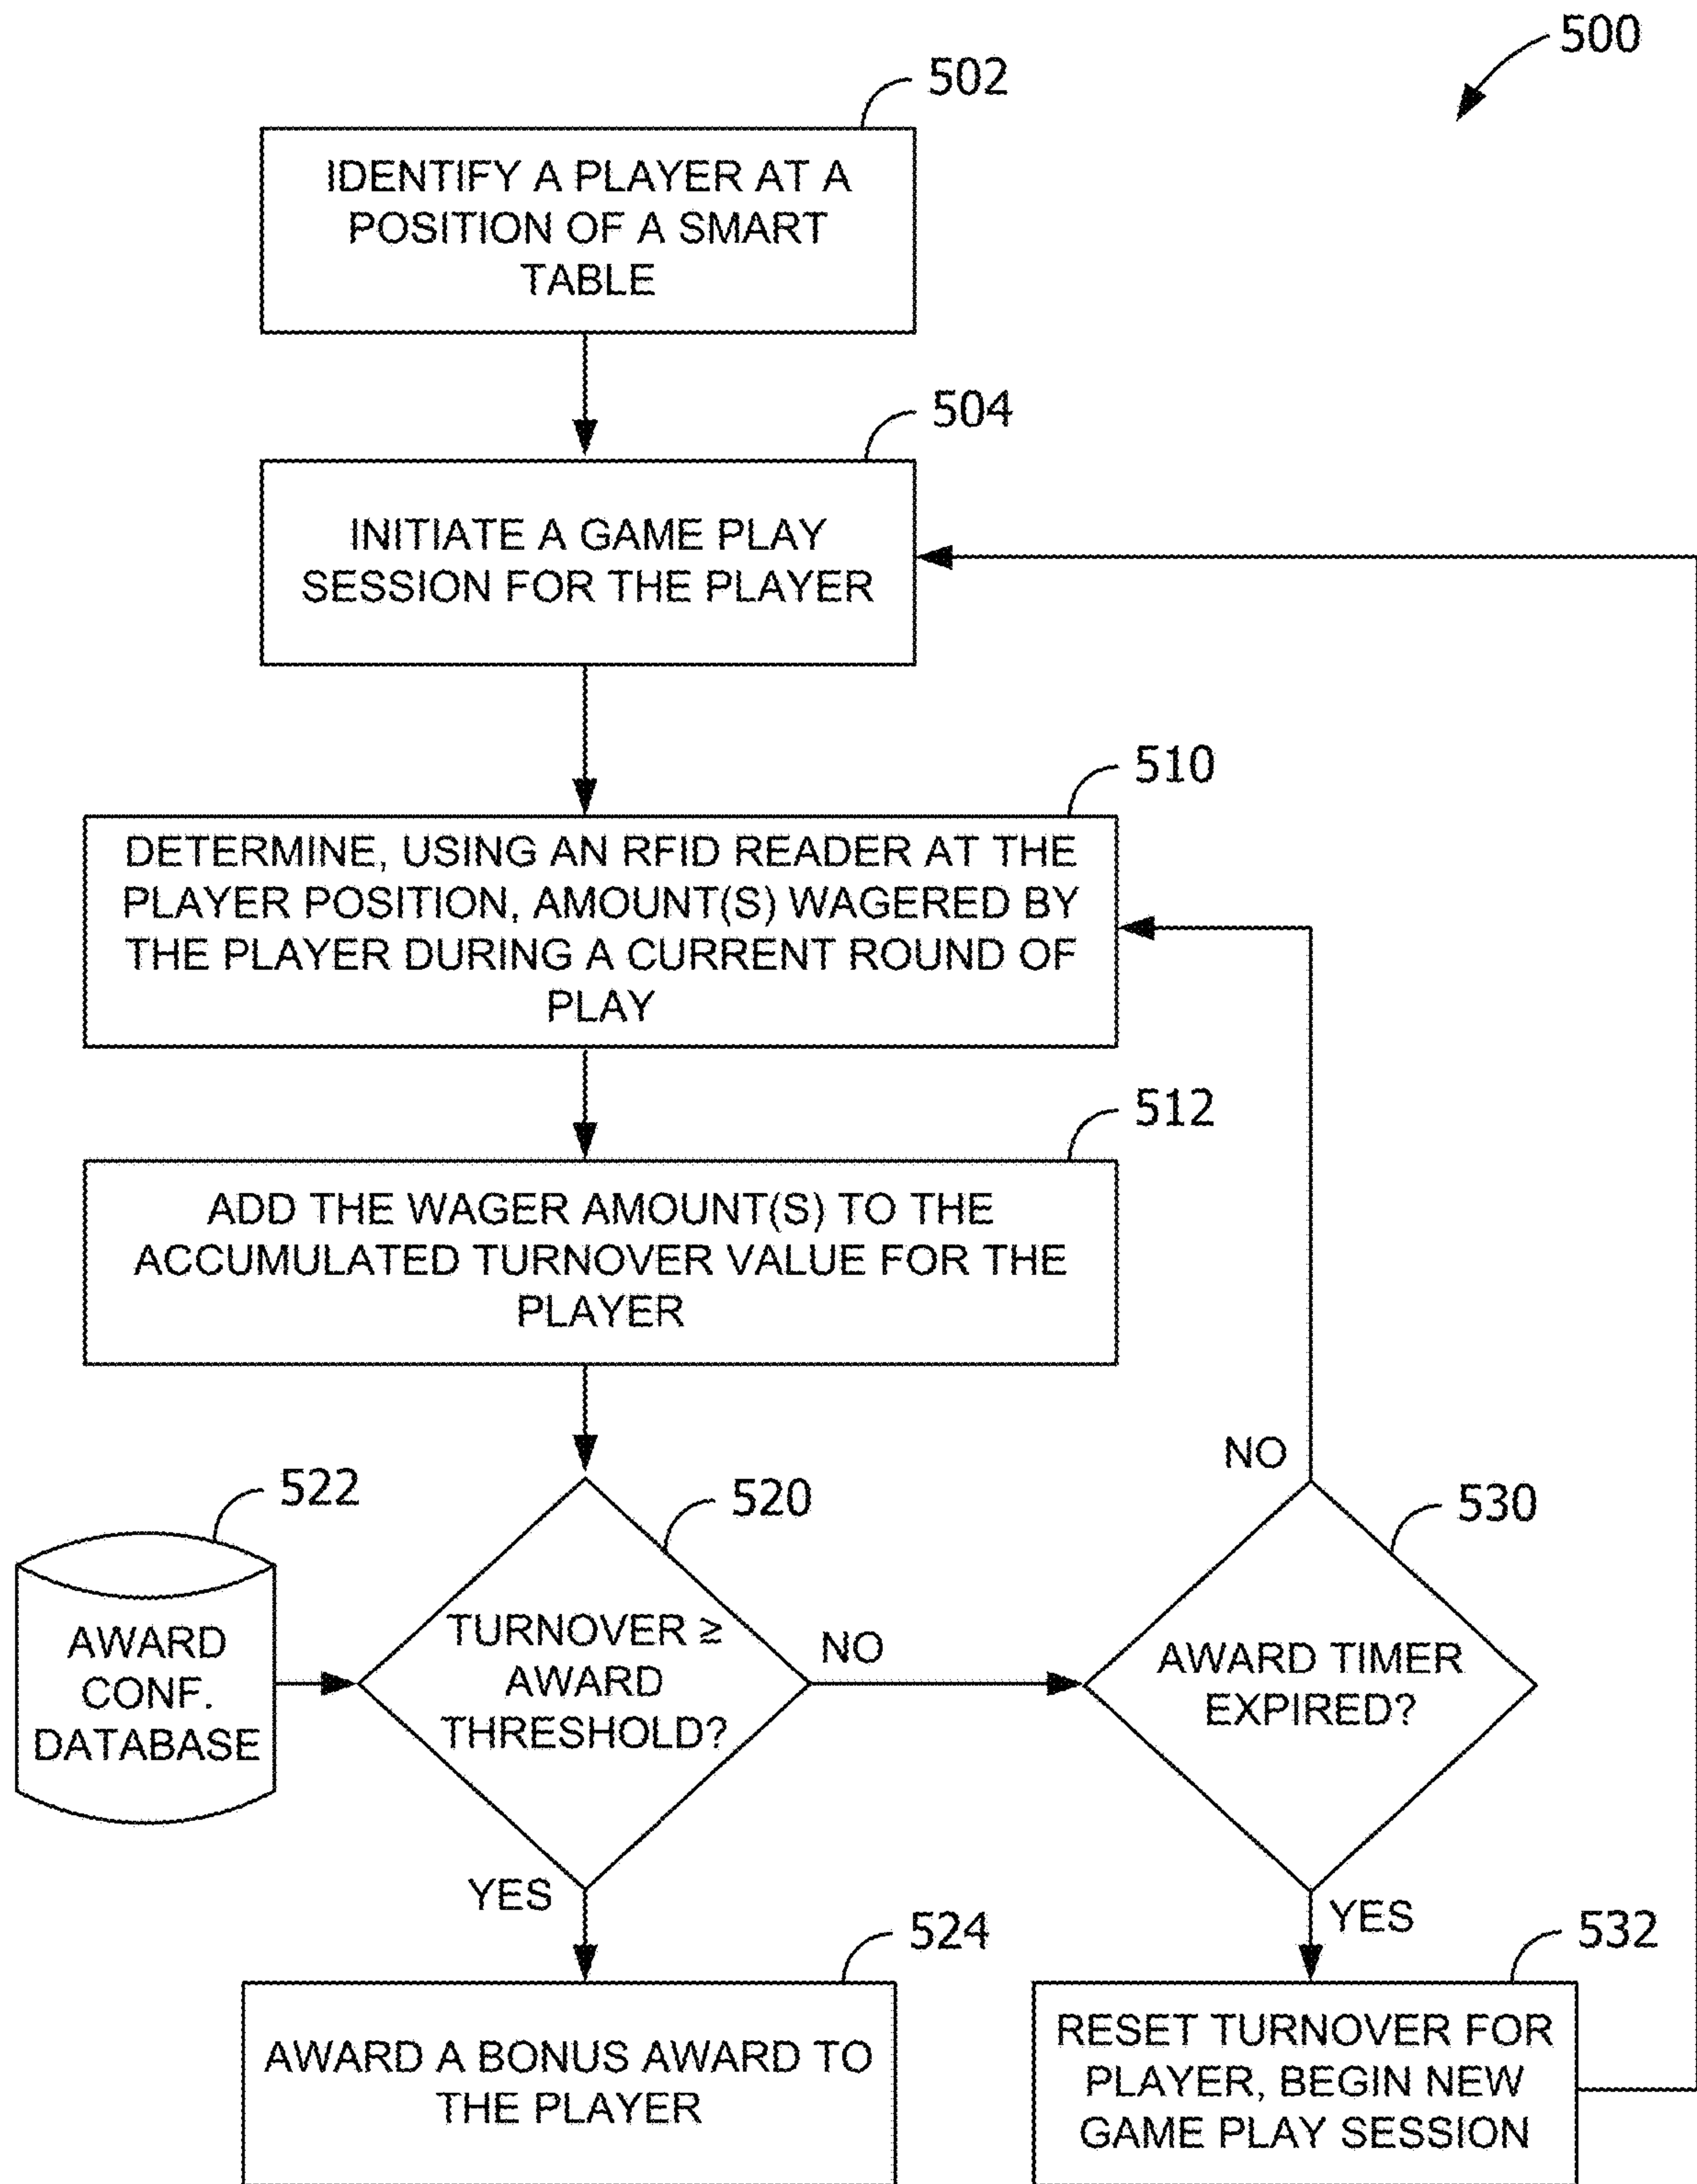 500
502
IDENTIFY A PLAYER AT A
POSITION OF A SMART
TABLE
504
INITIATE A GAME PLAY
SESSION FOR THE PLAYER
510
DETERMINE, USING AN RFID READER AT THE
PLAYER POSITION, AMOUNT(S) WAGERED BY
THE PLAYER DURING A CURRENT ROUND OF
PLAY
512
ADD THE WAGER AMOUNT(S) TO THE
ACCUMULATED TURNOVER VALUE FOR THE
PLAYER
522
AWARD
CONF.
DATABASE
520
TURNOVER ≥
AWARD
THRESHOLD?
NO
YES
530
AWARD TIMER
EXPIRED?
NO
YES
524
AWARD A BONUS AWARD TO
THE PLAYER
532
RESET TURNOVER FOR
PLAYER, BEGIN NEW
GAME PLAY SESSION